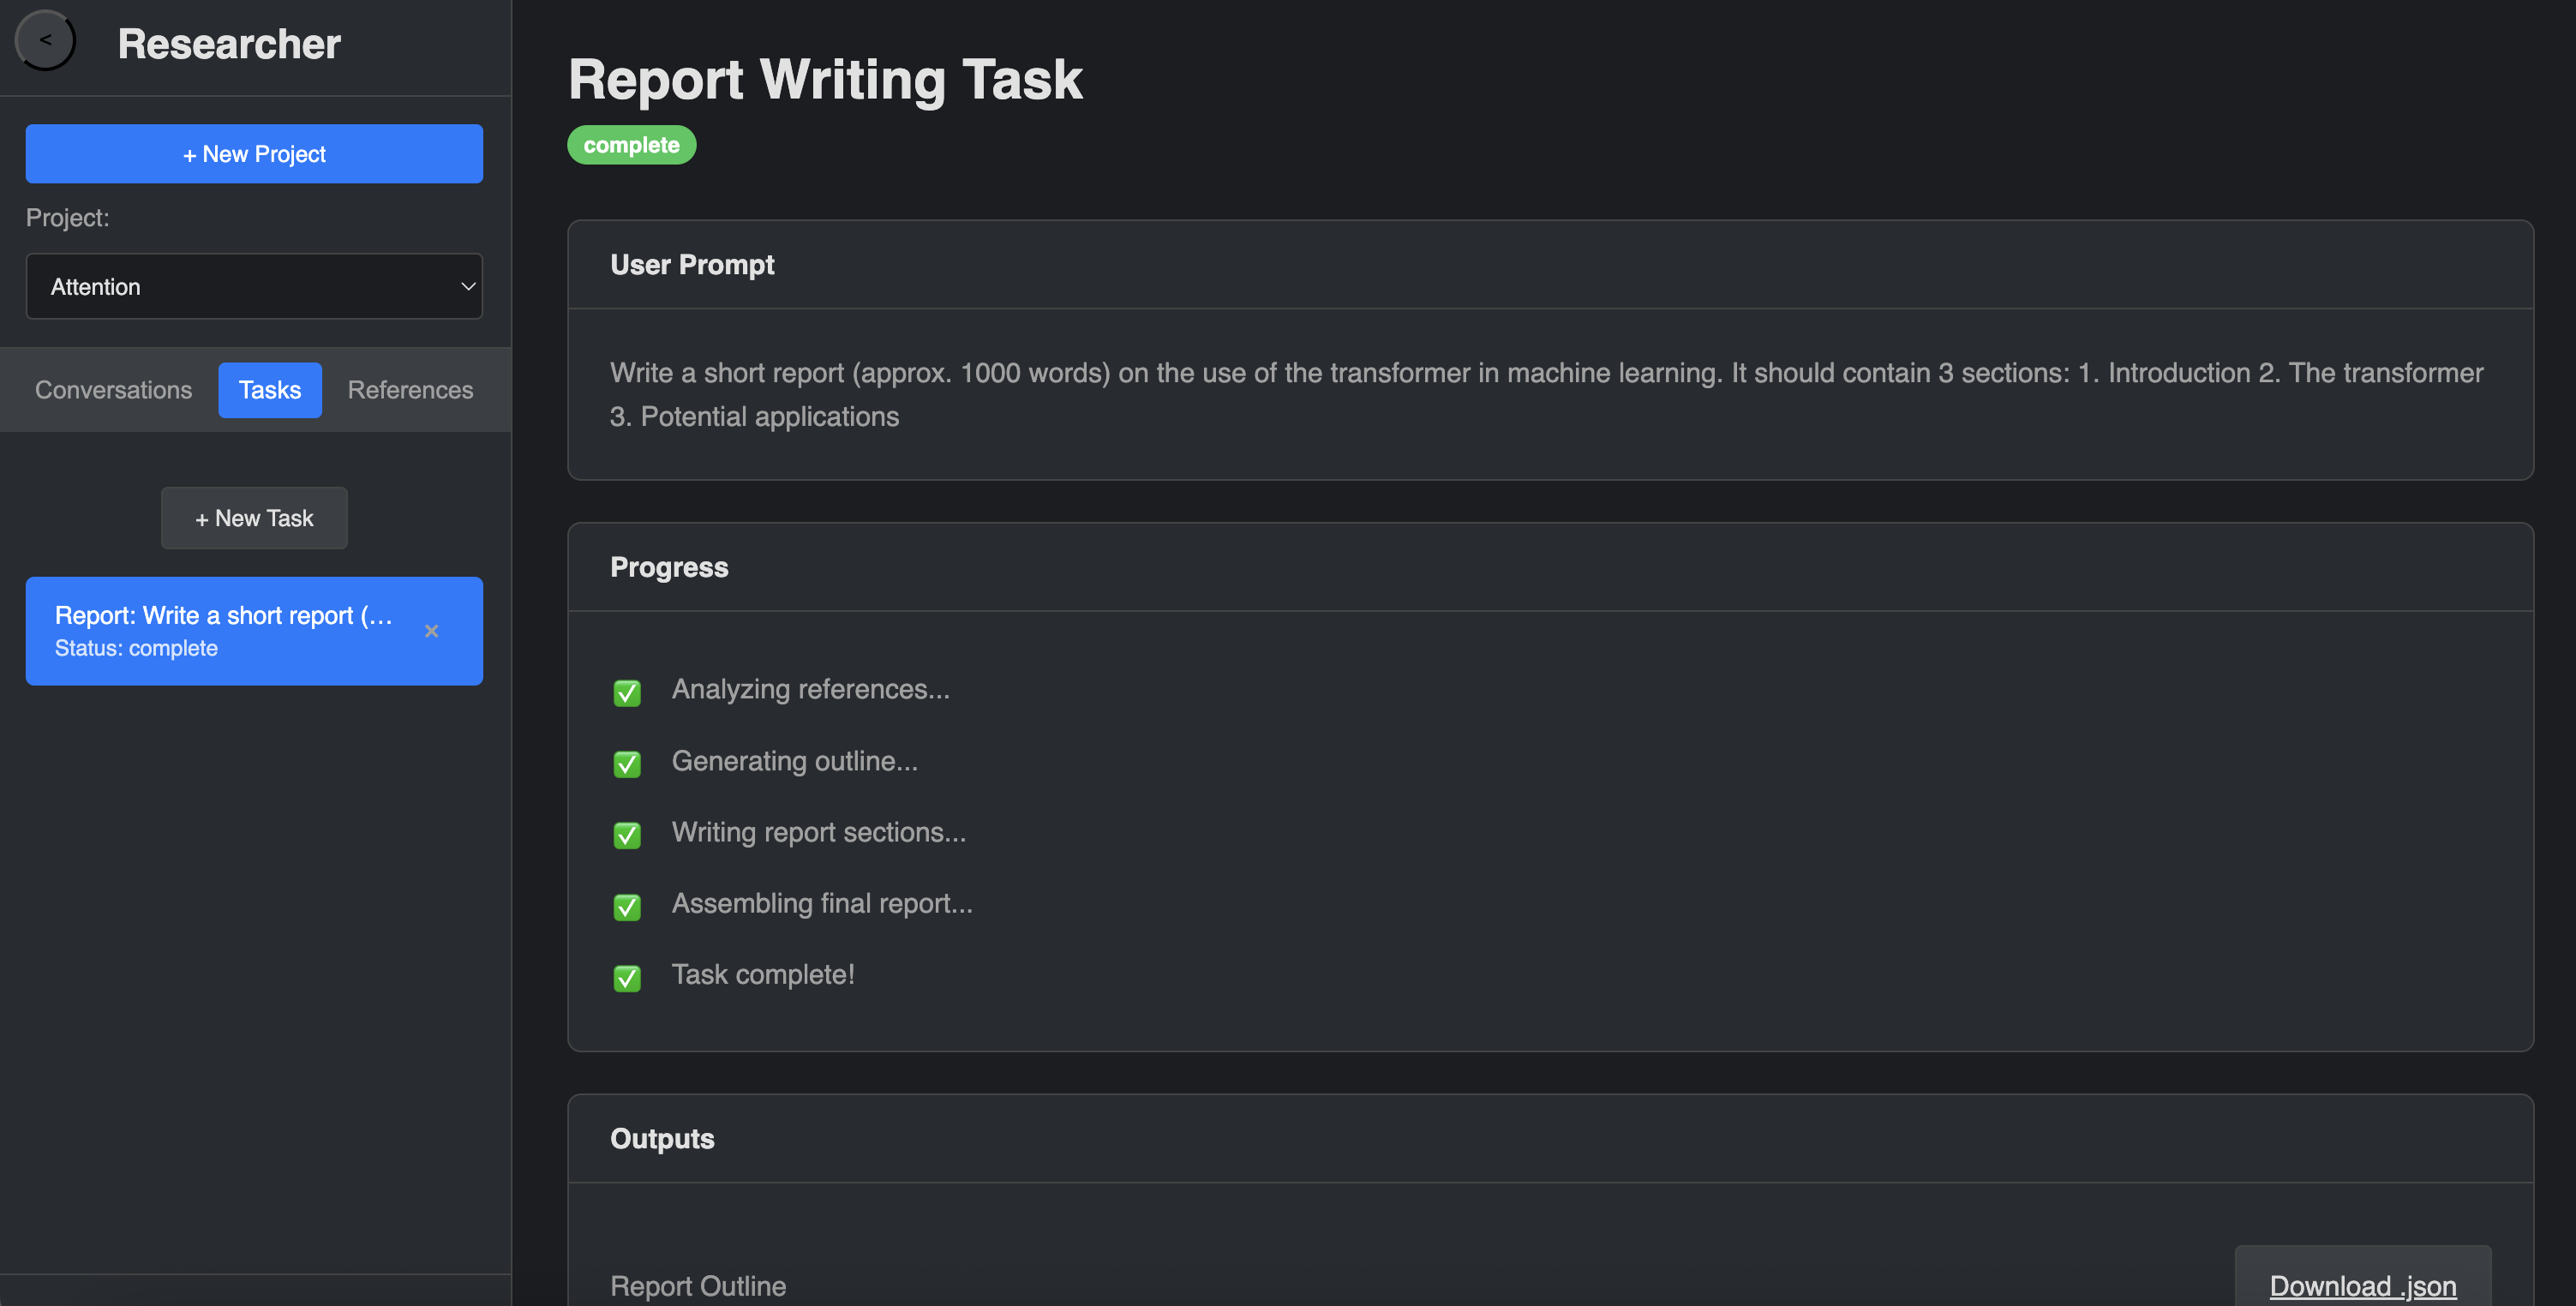 <
Researcher
+ New Project
Project:
Attention
Conversations
Tasks
References
+ New Task
Report: Write a short report (...
Status: complete
×
Report Writing Task
complete
User Prompt
Write a short report (approx. 1000 words) on the use of the transformer in machine learning. It should contain 3 sections: 1. Introduction 2. The transformer
3. Potential applications
Progress
Analyzing references...
Generating outline...
Writing report sections...
Assembling final report...
Task complete!
Outputs
Report Outline
Download .json